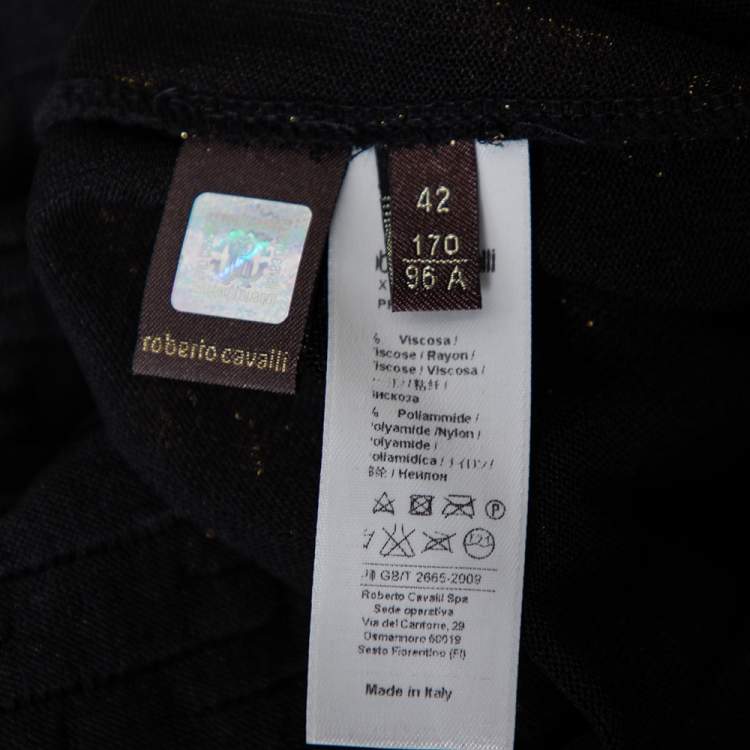 roberto cavalli
42
170
96 A
% Viscosa /
Viscose / Rayon /
Viscose / Viscosa /
% Poliammide /
Polyamide /Nylon /
Polyamide /
Poliamidica /
/ Нейлон
P
GB/T 2665-2009
Roberto Cavalli Spa
Sede operativa
Via del Cantone, 29
Osmannoro 50019
Sesto Fiorentino (FI)
Made in Italy